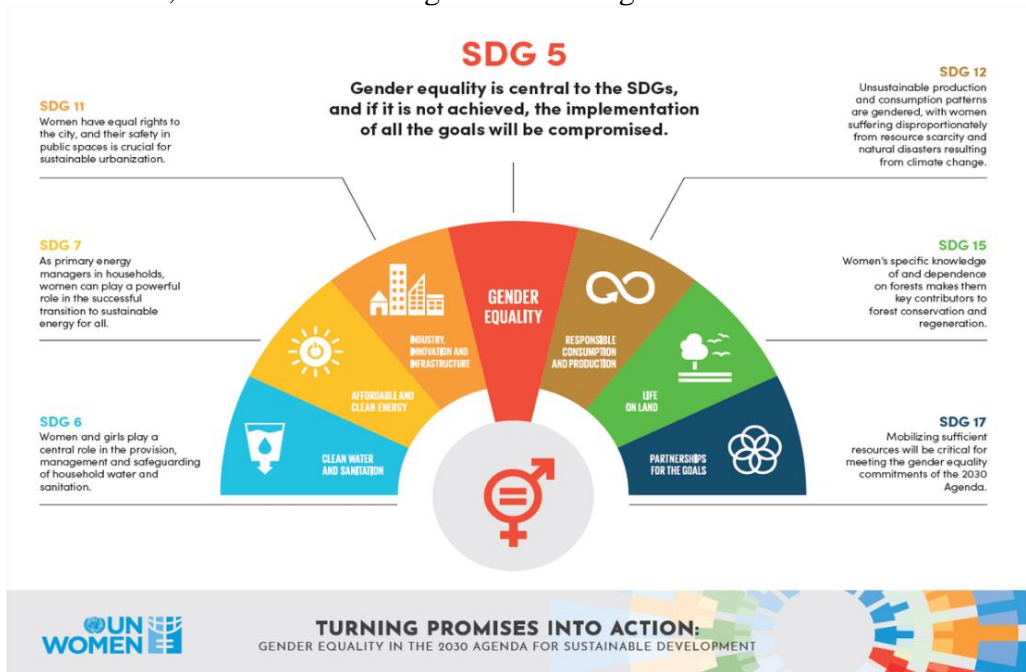 SDG 5
Gender equality is central to the SDGs,
and if it is not achieved, the implementation
of all the goals will be compromised.
SDG 11
Women have equal rights to
the city, and their safety in
public spaces is crucial for
sustainable urbanization.
SDG 7
As primary energy
managers in households,
women can play a powerful
role in the successful
transition to sustainable
energy for all.
SDG 6
Women and girls play a
central role in the provision,
management and safeguarding
of household water and
sanitation.
SDG 12
Unsustainable production
and consumption patterns
are gendered, with women
suffering disproportionately
from resource scarcity and
natural disasters resulting
from climate change.
SDG 15
Women's specific knowledge
of and dependence
on forests makes them
key contributors to
forest conservation and
regeneration.
SDG 17
Mobilizing sufficient
resources will be critical for
meeting the gender equality
commitments of the 2030
Agenda.
CLEAN WATER
AND SANITATION
AFFORDABLE AND
CLEAN ENERGY
INDUSTRY,
INNOVATION AND
INFRASTRUCTURE
GENDER
EQUALITY
RESPONSIBLE
CONSUMPTION
AND PRODUCTION
LIFE
ON LAND
PARTNERSHIPS
FOR THE GOALS
UN
WOMEN
TURNING PROMISES INTO ACTION:
GENDER EQUALITY IN THE 2030 AGENDA FOR SUSTAINABLE DEVELOPMENT